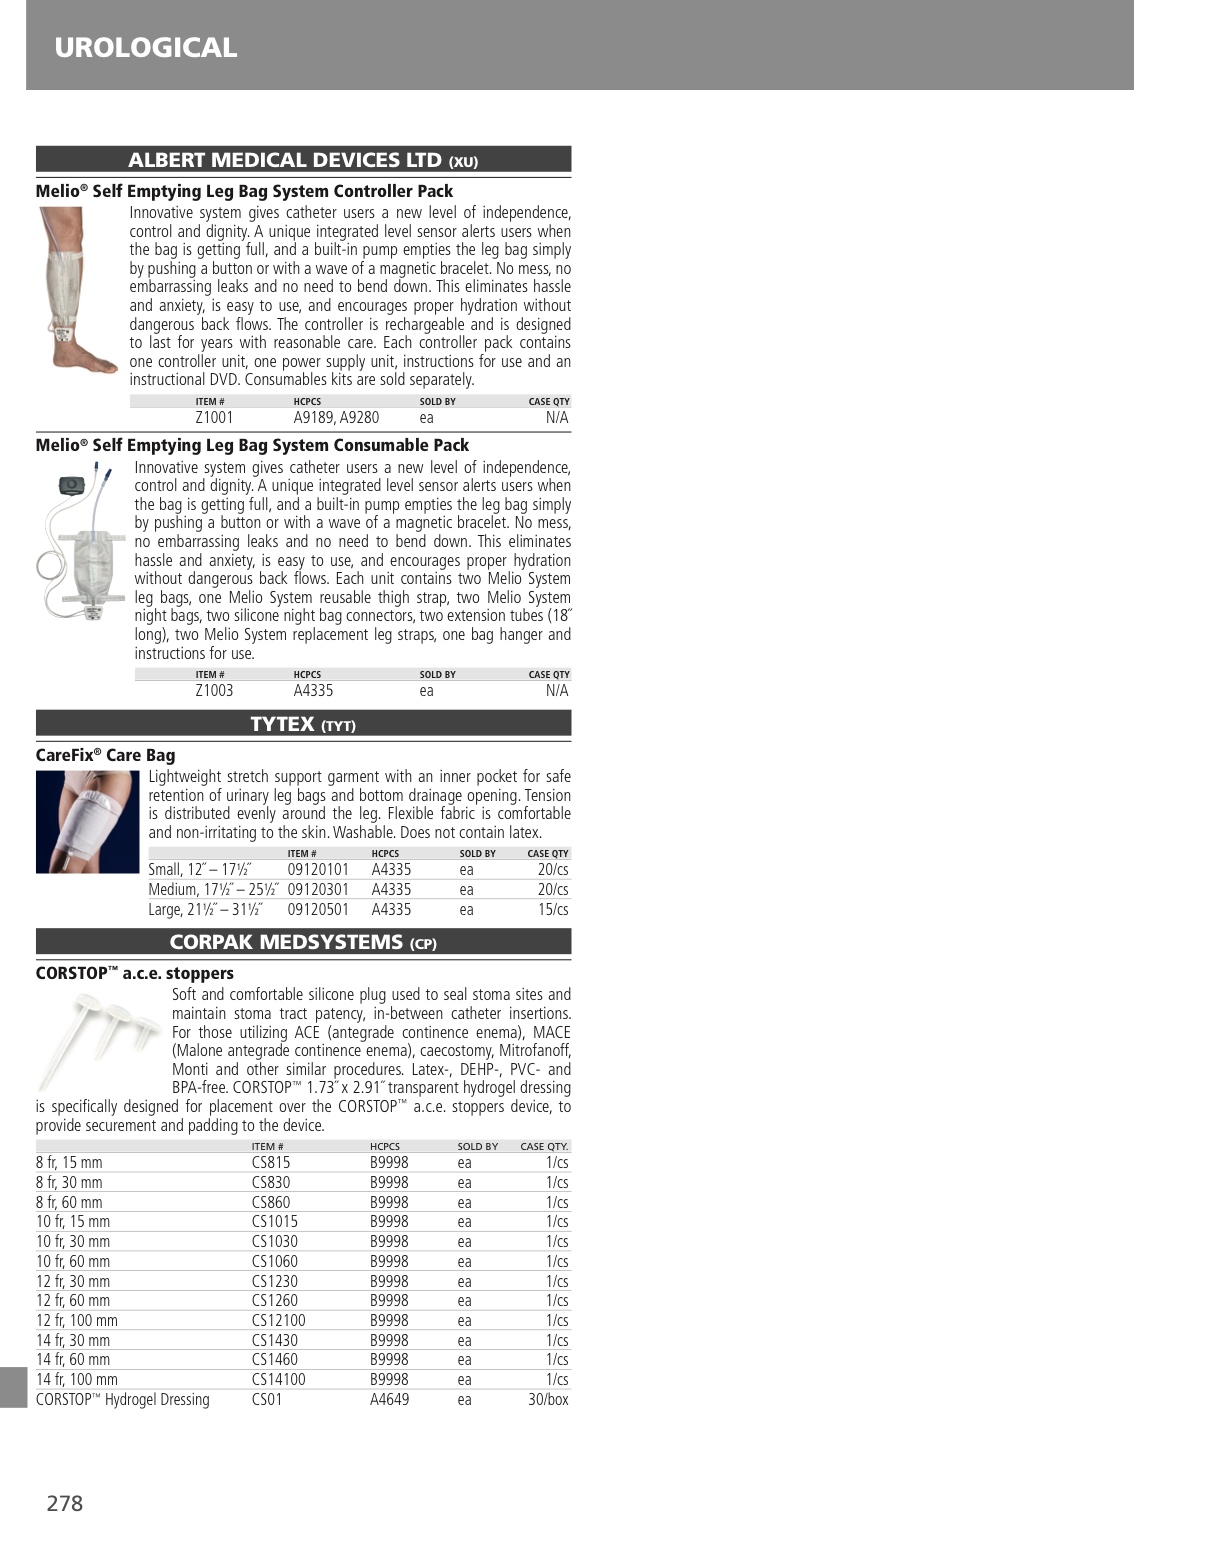 UROLOGICAL
ALBERT MEDICAL DEVICES LTD (XU)
Melio® Self Emptying Leg Bag System Controller Pack
Innovative system gives catheter users a new level of independence,
control and dignity. A unique integrated level sensor alerts users when
the bag is getting full, and a built-in pump empties the leg bag simply
by pushing a button or with a wave of a magnetic bracelet. No mess, no
embarrassing leaks and no need to bend down. This eliminates hassle
and anxiety, is easy to use, and encourages proper hydration without
dangerous back flows. The controller is rechargeable and is designed
to last for years with reasonable care. Each controller pack contains
one controller unit, one power supply unit, instructions for use and an
instructional DVD. Consumables kits are sold separately.
ITEM # HCPCS SOLD BY CASE QTY
Z1001 A9189, A9280 ea N/A
Melio® Self Emptying Leg Bag System Consumable Pack
Innovative system gives catheter users a new level of independence,
control and dignity. A unique integrated level sensor alerts users when
the bag is getting full, and a built-in pump empties the leg bag simply
by pushing a button or with a wave of a magnetic bracelet. No mess,
no embarrassing leaks and no need to bend down. This eliminates
hassle and anxiety, is easy to use, and encourages proper hydration
without dangerous back flows. Each unit contains two Melio System
leg bags, one Melio System reusable thigh strap, two Melio System
night bags, two silicone night bag connectors, two extension tubes (18˝
long), two Melio System replacement leg straps, one bag hanger and
instructions for use.
ITEM # HCPCS SOLD BY CASE QTY
Z1003 A4335 ea N/A
TYTEX (TYT)
CareFix® Care Bag
Lightweight stretch support garment with an inner pocket for safe
retention of urinary leg bags and bottom drainage opening. Tension
is distributed evenly around the leg. Flexible fabric is comfortable
and non-irritating to the skin. Washable. Does not contain latex.
ITEM # HCPCS SOLD BY CASE QTY
Small, 12˝ – 17½˝ 09120101 A4335 ea 20/cs
Medium, 17½˝ – 25½˝ 09120301 A4335 ea 20/cs
Large, 21½˝ – 31½˝ 09120501 A4335 ea 15/cs
CORPAK MEDSYSTEMS (CP)
CORSTOP™ a.c.e. stoppers
Soft and comfortable silicone plug used to seal stoma sites and
maintain stoma tract patency, in-between catheter insertions.
For those utilizing ACE (antegrade continence enema), MACE
(Malone antegrade continence enema), caecostomy, Mitrofanoff,
Monti and other similar procedures. Latex-, DEHP-, PVC- and
BPA-free. CORSTOP™ 1.73˝ x 2.91˝ transparent hydrogel dressing
is specifically designed for placement over the CORSTOP™ a.c.e. stoppers device, to
provide securement and padding to the device.
ITEM # HCPCS SOLD BY CASE QTY.
8 fr, 15 mm CS815 B9998 ea 1/cs
8 fr, 30 mm CS830 B9998 ea 1/cs
8 fr, 60 mm CS860 B9998 ea 1/cs
10 fr, 15 mm CS1015 B9998 ea 1/cs
10 fr, 30 mm CS1030 B9998 ea 1/cs
10 fr, 60 mm CS1060 B9998 ea 1/cs
12 fr, 30 mm CS1230 B9998 ea 1/cs
12 fr, 60 mm CS1260 B9998 ea 1/cs
12 fr, 100 mm CS12100 B9998 ea 1/cs
14 fr, 30 mm CS1430 B9998 ea 1/cs
14 fr, 60 mm CS1460 B9998 ea 1/cs
14 fr, 100 mm CS14100 B9998 ea 1/cs
CORSTOP™ Hydrogel Dressing CS01 A4649 ea 30/box
278